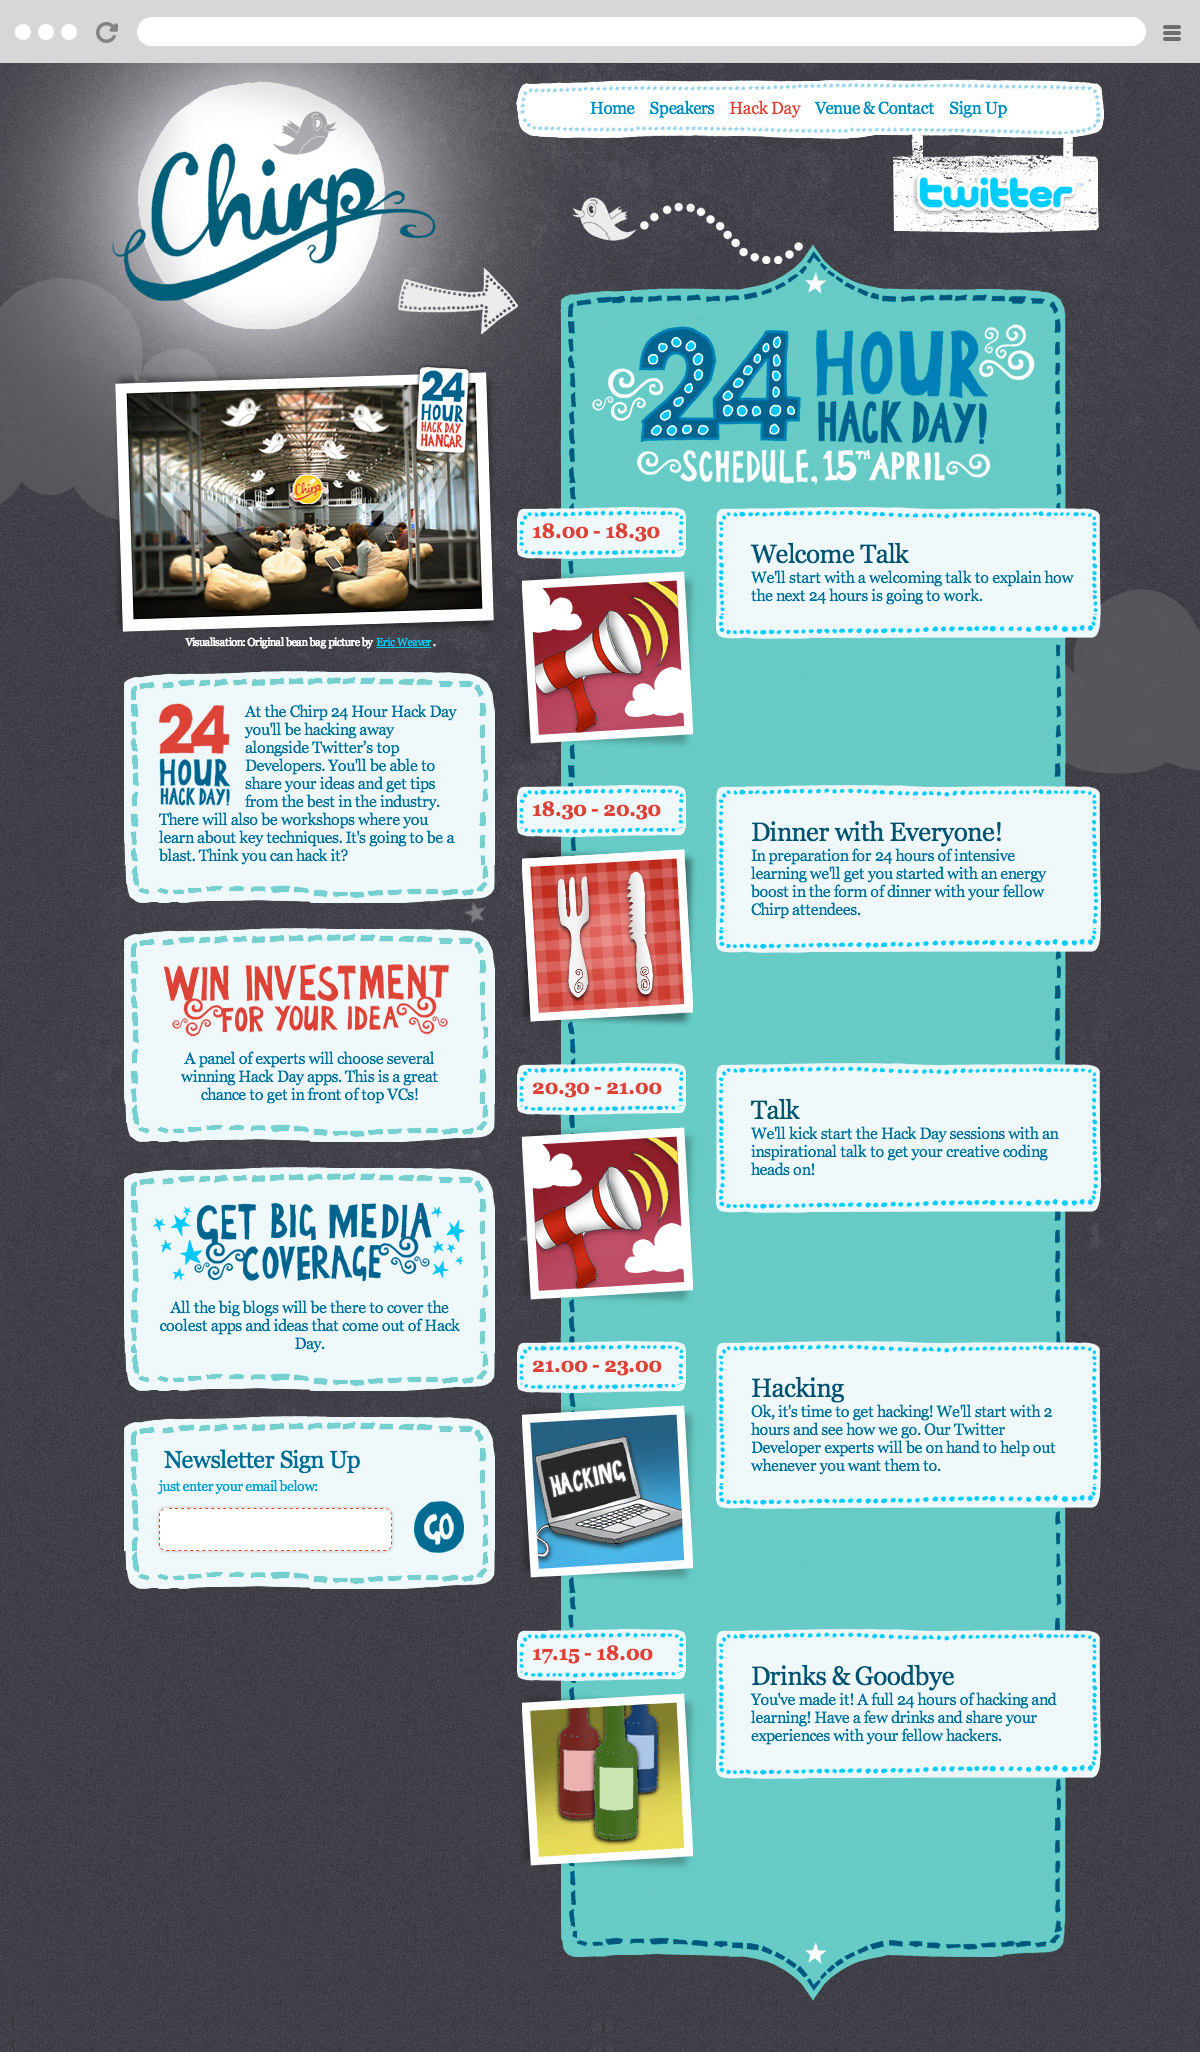 Home Speakers Hack Day Venue & Contact Sign Up
Chirp
twitter
24
HOUR
HACK DAY
HANGAR
Chirp
Visualisation: Original bean bag picture by Eric Weaver .
24
HOUR
HACK DAY!
At the Chirp 24 Hour Hack Day
you'll be hacking away
alongside Twitter's top
Developers. You'll be able to
share your ideas and get tips
from the best in the industry.
There will also be workshops where you
learn about key techniques. It's going to be a
blast. Think you can hack it?
WIN INVESTMENT
FOR YOUR IDEA
A panel of experts will choose several
winning Hack Day apps. This is a great
chance to get in front of top VCs!
GET BIG MEDIA
COVERAGE
All the big blogs will be there to cover the
coolest apps and ideas that come out of Hack
Day.
Newsletter Sign Up
just enter your email below:
GO
24 HOUR
HACK DAY!
SCHEDULE, 15TH APRIL
18.00 - 18.30
Welcome Talk
We'll start with a welcoming talk to explain how
the next 24 hours is going to work.
18.30 - 20.30
Dinner with Everyone!
In preparation for 24 hours of intensive
learning we'll get you started with an energy
boost in the form of dinner with your fellow
Chirp attendees.
20.30 - 21.00
Talk
We'll kick start the Hack Day sessions with an
inspirational talk to get your creative coding
heads on!
21.00 - 23.00
HACKING
Hacking
Ok, it's time to get hacking! We'll start with 2
hours and see how we go. Our Twitter
Developer experts will be on hand to help out
whenever you want them to.
17.15 - 18.00
Drinks & Goodbye
You've made it! A full 24 hours of hacking and
learning! Have a few drinks and share your
experiences with your fellow hackers.